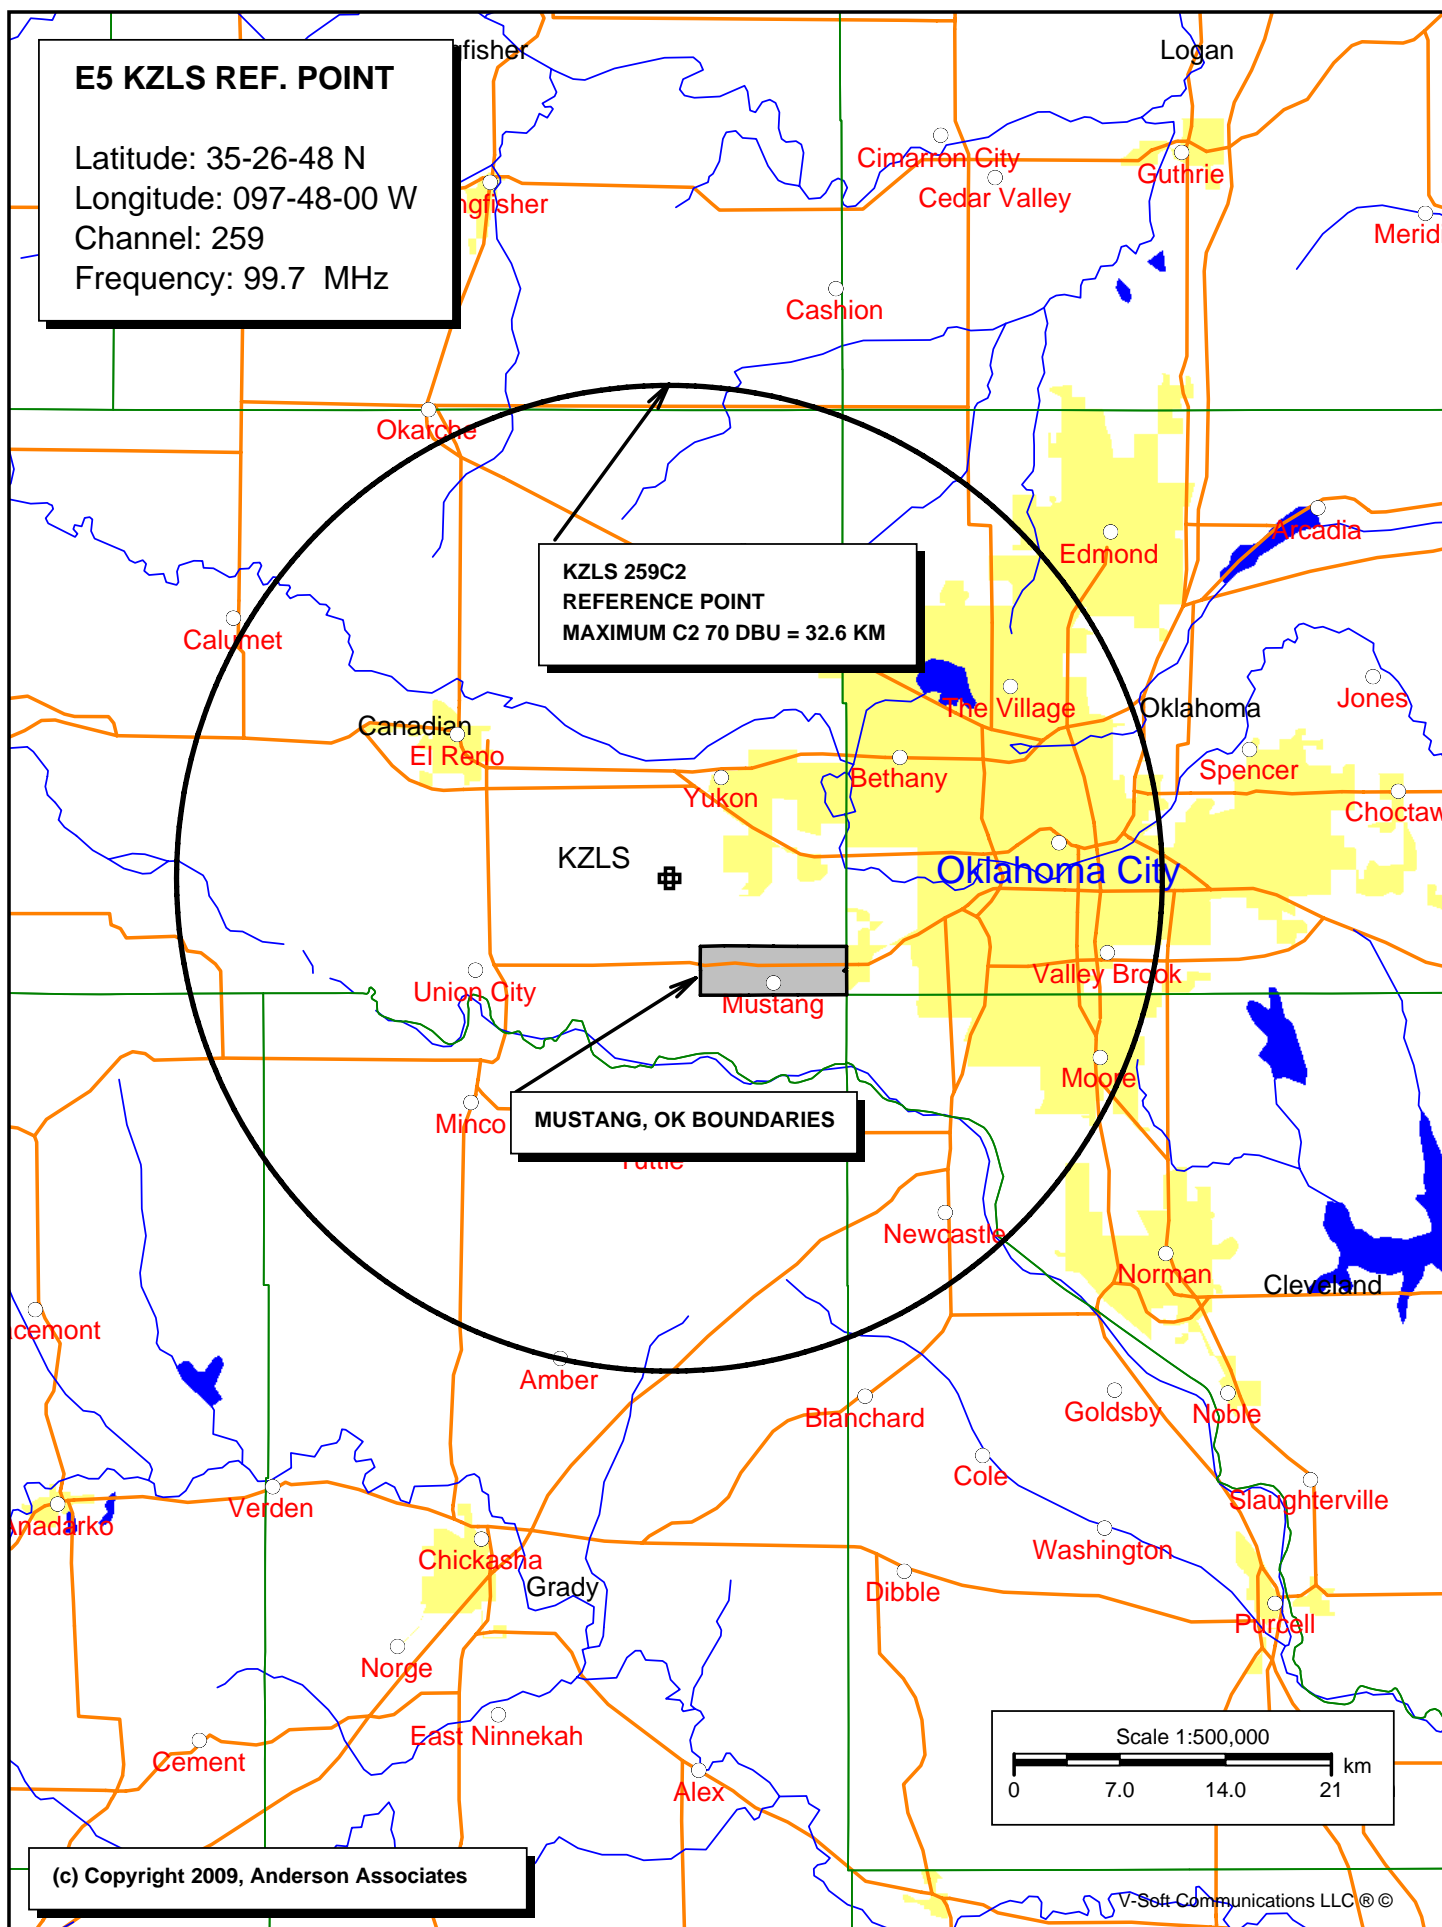 E5 KZLS REF. POINT
Latitude: 35-26-48 N
Longitude: 097-48-00 W
Channel: 259
Frequency: 99.7 MHz
gfisher
Logan
Cimarron City
Cedar Valley
Guthrie
ngfisher
Merid
Cashion
Okarche
Edmond
Arcadia
KZLS 259C2
REFERENCE POINT
MAXIMUM C2 70 DBU = 32.6 KM
Calumet
The Village
Oklahoma
Jones
Canadian
El Reno
Yukon
Bethany
Spencer
Choctaw
KZLS
Oklahoma City
Union City
Mustang
Valley Brook
Moore
Minco
MUSTANG, OK BOUNDARIES
Tuttle
Newcastle
Norman
Cleveland
acemont
Amber
Blanchard
Goldsby
Noble
Cole
Verden
Slaughterville
Anadarko
Chickasha
Washington
Grady
Dibble
Purcell
Norge
East Ninnekah
Cement
Alex
Scale 1:500,000
km
0 7.0 14.0 21
(c) Copyright 2009, Anderson Associates
V-Soft Communications LLC ® ©